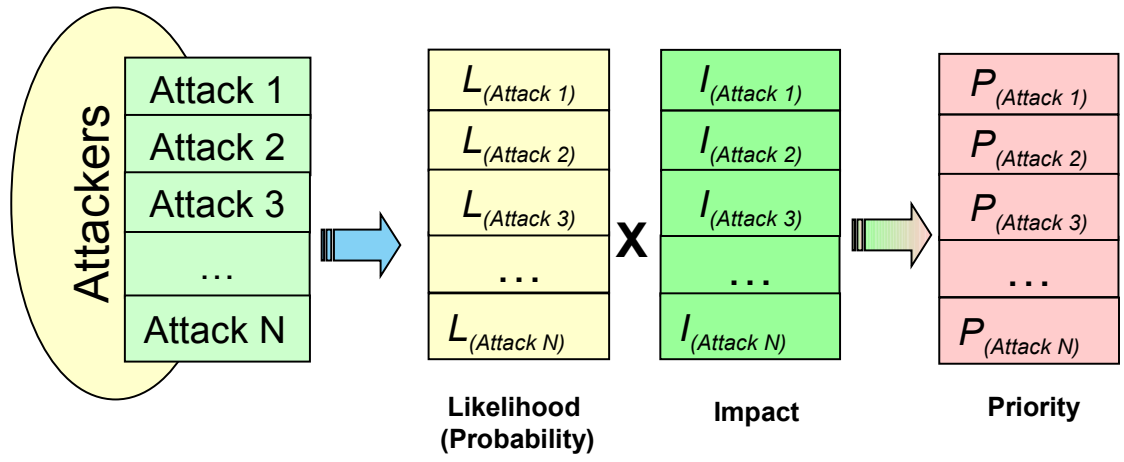 Attackers
Attack 1
Attack 2
Attack 3
...
Attack N
L(Attack 1)
L(Attack 2)
L(Attack 3)
...
L(Attack N)
Likelihood
(Probability)
X
I(Attack 1)
I(Attack 2)
I(Attack 3)
...
I(Attack N)
Impact
P(Attack 1)
P(Attack 2)
P(Attack 3)
...
P(Attack N)
Priority